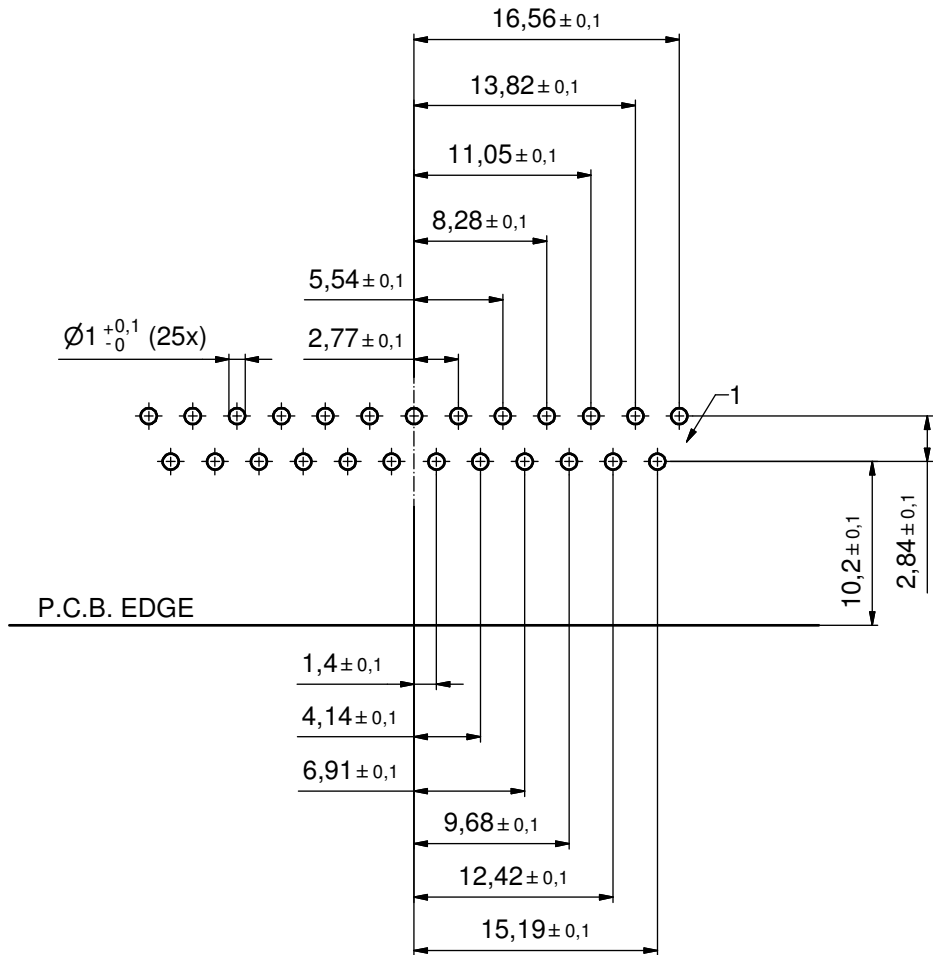 16,56 ± 0,1
13,82 ± 0,1
11,05 ± 0,1
8,28 ± 0,1
5,54 ± 0,1
Ø1 +0,1 -0 (25x)
2,77 ± 0,1
1
10,2 ± 0,1
2,84 ± 0,1
P.C.B. EDGE
1,4 ± 0,1
4,14 ± 0,1
6,91 ± 0,1
9,68 ± 0,1
12,42 ± 0,1
15,19 ± 0,1